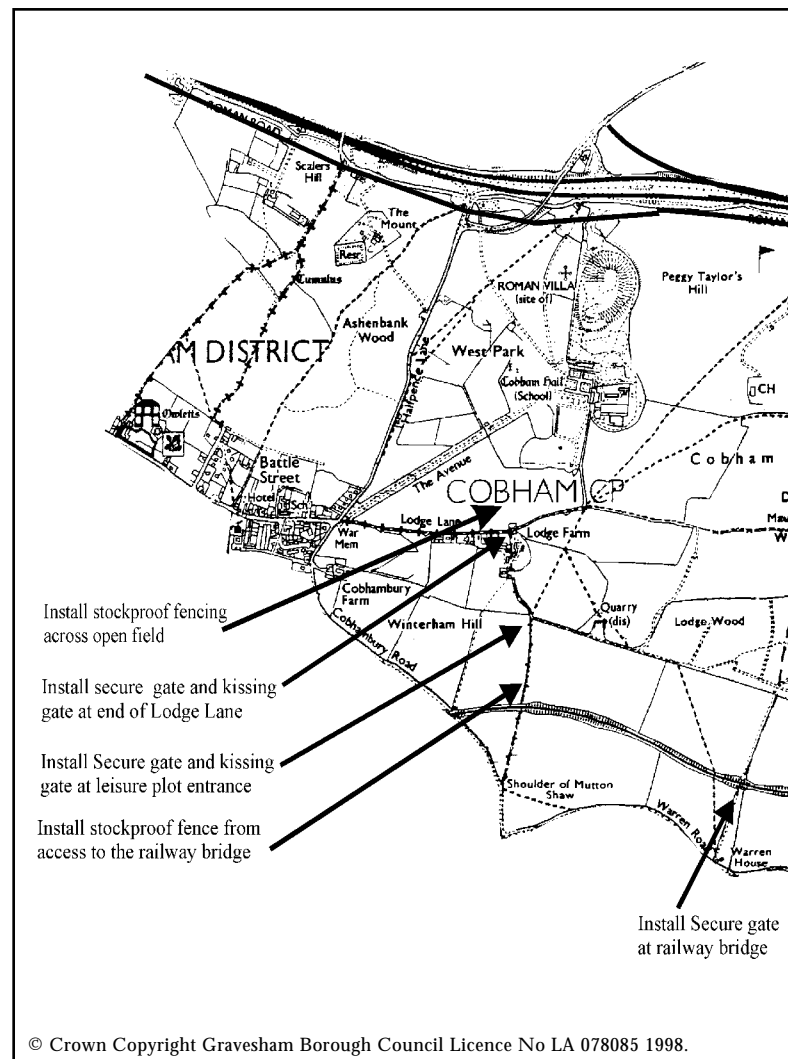 ROMAN ROAD
Scalers
Hill
The
Mount
Resr
Tumulus
ROMAN VILLA
(site of)
Peggy Taylor's
Hill
Ashenbank
Wood
West Park
AM DISTRICT
Halfpence Lane
Cobham Hall
(School)
CH
Owletts
Battle
Street
The Avenue
Cobham
Hotel
Sch
COBHAM CP
War
Mem
Lodge Lane
Lodge Farm
Cobhambury
Farm
Cobhambury Road
Winterham Hill
Quarry
(dis)
Lodge Wood
Install stockproof fencing
across open field
Install secure gate and kissing
gate at end of Lodge Lane
Install Secure gate and kissing
gate at leisure plot entrance
Install stockproof fence from
access to the railway bridge
Shoulder of Mutton
Shaw
Warren Road
Warren
House
Install Secure gate
at railway bridge
© Crown Copyright Gravesham Borough Council Licence No LA 078085 1998.